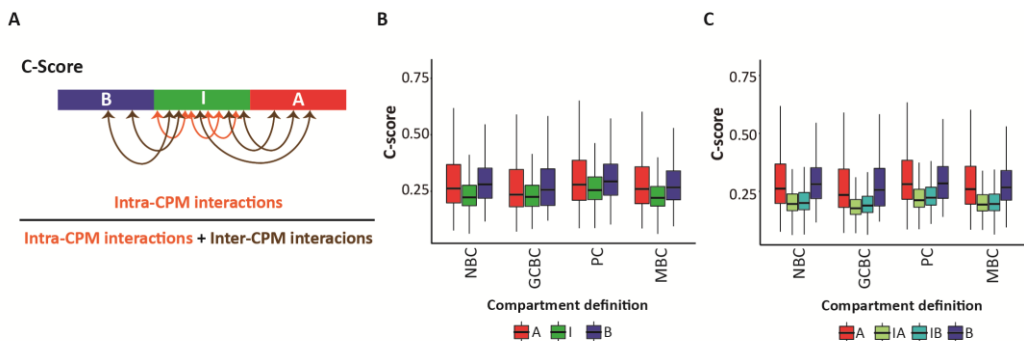 A
C-Score
B I A
Intra-CPM interactions
Intra-CPM interactions + Inter-CPM interacions
B
C-score
0.75
0.50
0.25
NBC
GCBC
PC
MBC
Compartment definition
A I B
C
C-score
0.75
0.50
0.25
NBC
GCBC
PC
MBC
Compartment definition
A IA IB B